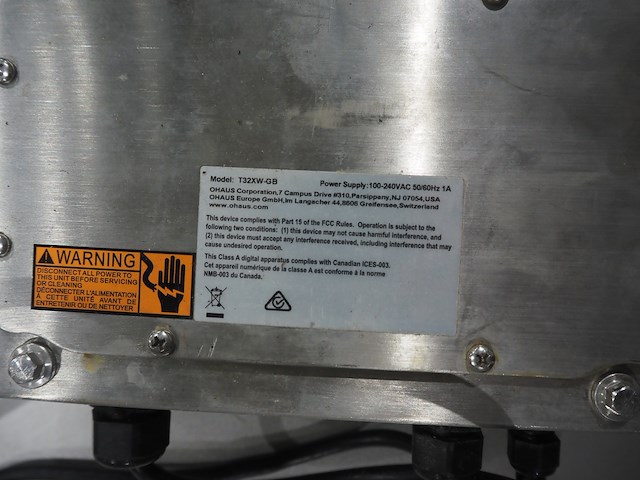 Model: T32XW-GB Power Supply:100-240VAC 50/60Hz 1A
OHAUS Corporation,7 Campus Drive #310,Parsippany,NJ 07054,USA
OHAUS Europe GmbH,Im Langacher 44,8606 Greifensee,Switzerland
www.ohaus.com
This device complies with Part 15 of the FCC Rules. Operation is subject to the
following two conditions: (1) this device may not cause harmful interference, and
(2) this device must accept any interference received, including interference that may
cause undesired operation.
This Class A digital apparatus complies with Canadian ICES-003.
Cet appareil numérique de la classe A est conforme à la norme
NMB-003 du Canada.
WARNING
DISCONNECT ALL POWER TO
THIS UNIT BEFORE SERVICING
OR CLEANING
DÉCONNECTER L'ALIMENTATION
À CETTE UNITÉ AVANT DE
ENTRETENIR OU DE NETTOYER